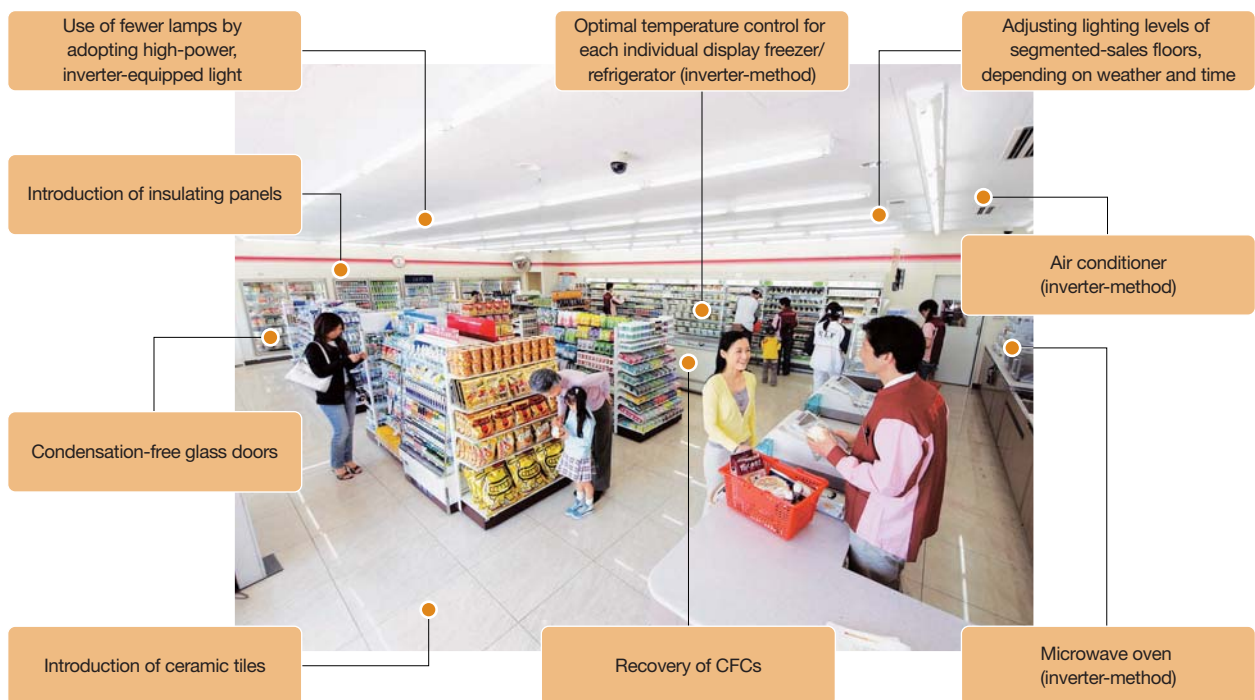 Use of fewer lamps by
adopting high-power,
inverter-equipped light
Optimal temperature control for
each individual display freezer/
refrigerator (inverter-method)
Adjusting lighting levels of
segmented-sales floors,
depending on weather and time
Introduction of insulating panels
Air conditioner
(inverter-method)
Condensation-free glass doors
Introduction of ceramic tiles
Recovery of CFCs
Microwave oven
(inverter-method)